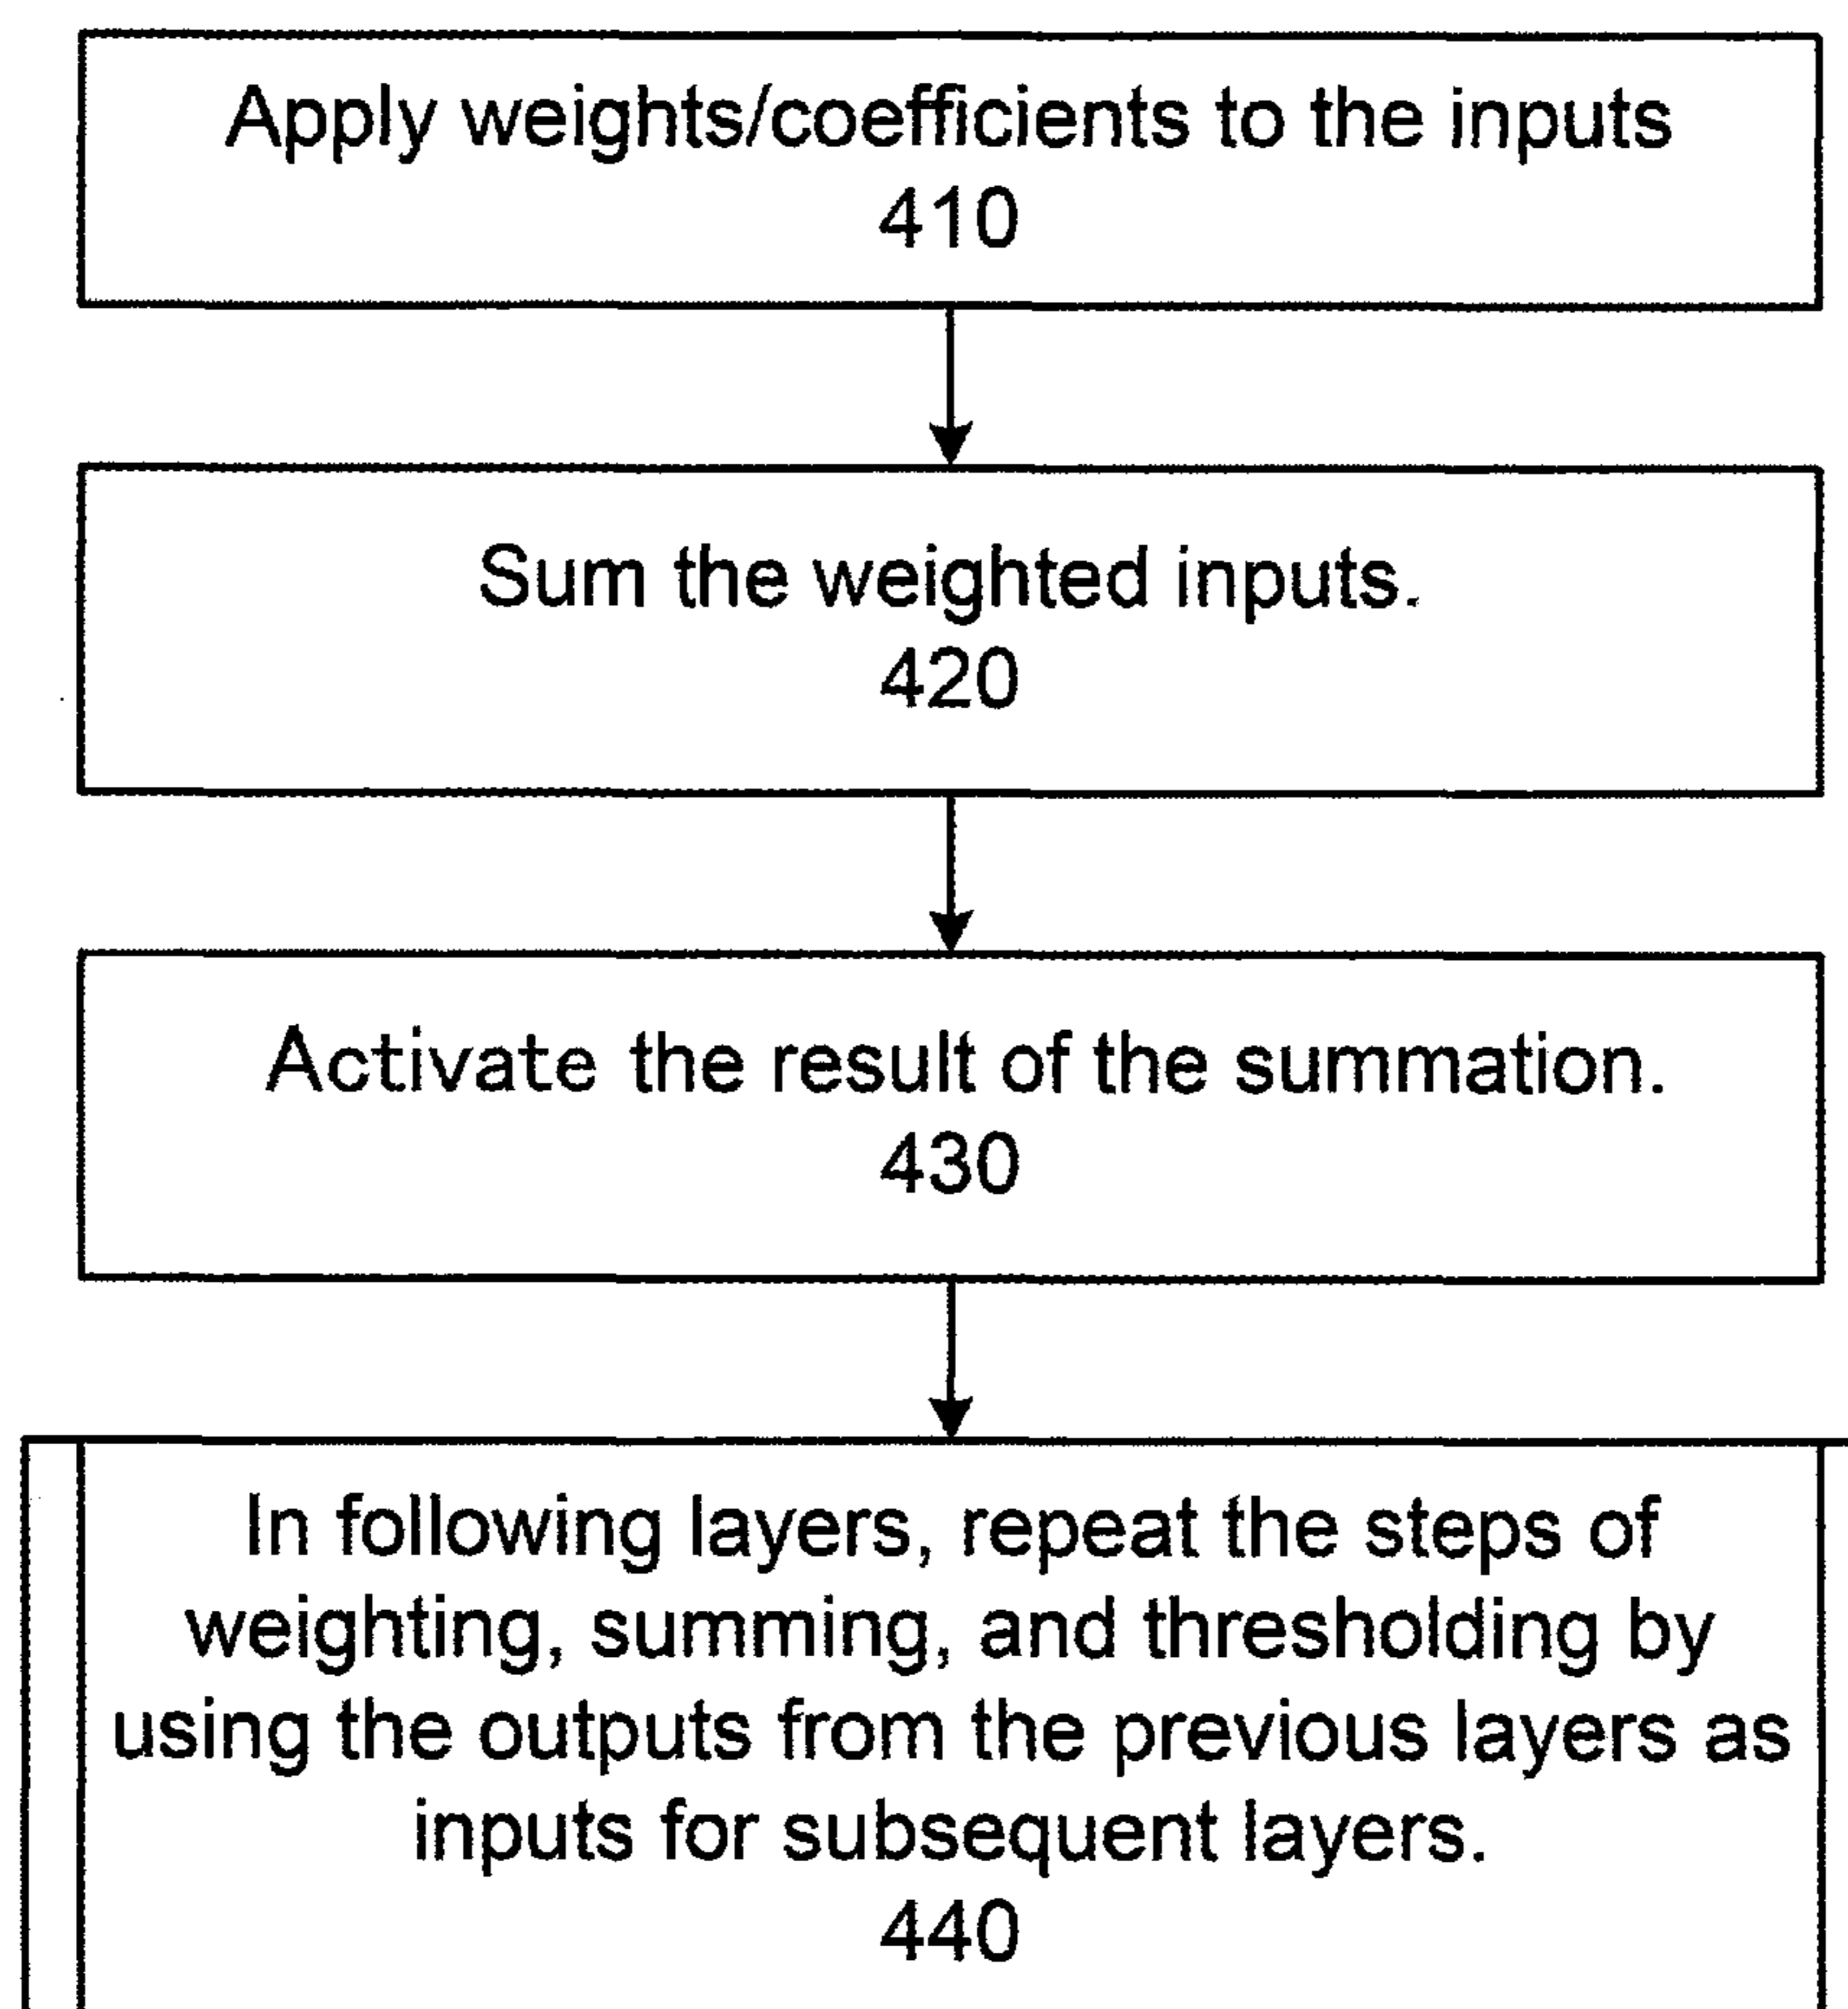 Apply weights/coefficients to the inputs
410
Sum the weighted inputs.
420
Activate the result of the summation.
430
In following layers, repeat the steps of
weighting, summing, and thresholding by
using the outputs from the previous layers as
inputs for subsequent layers.
440